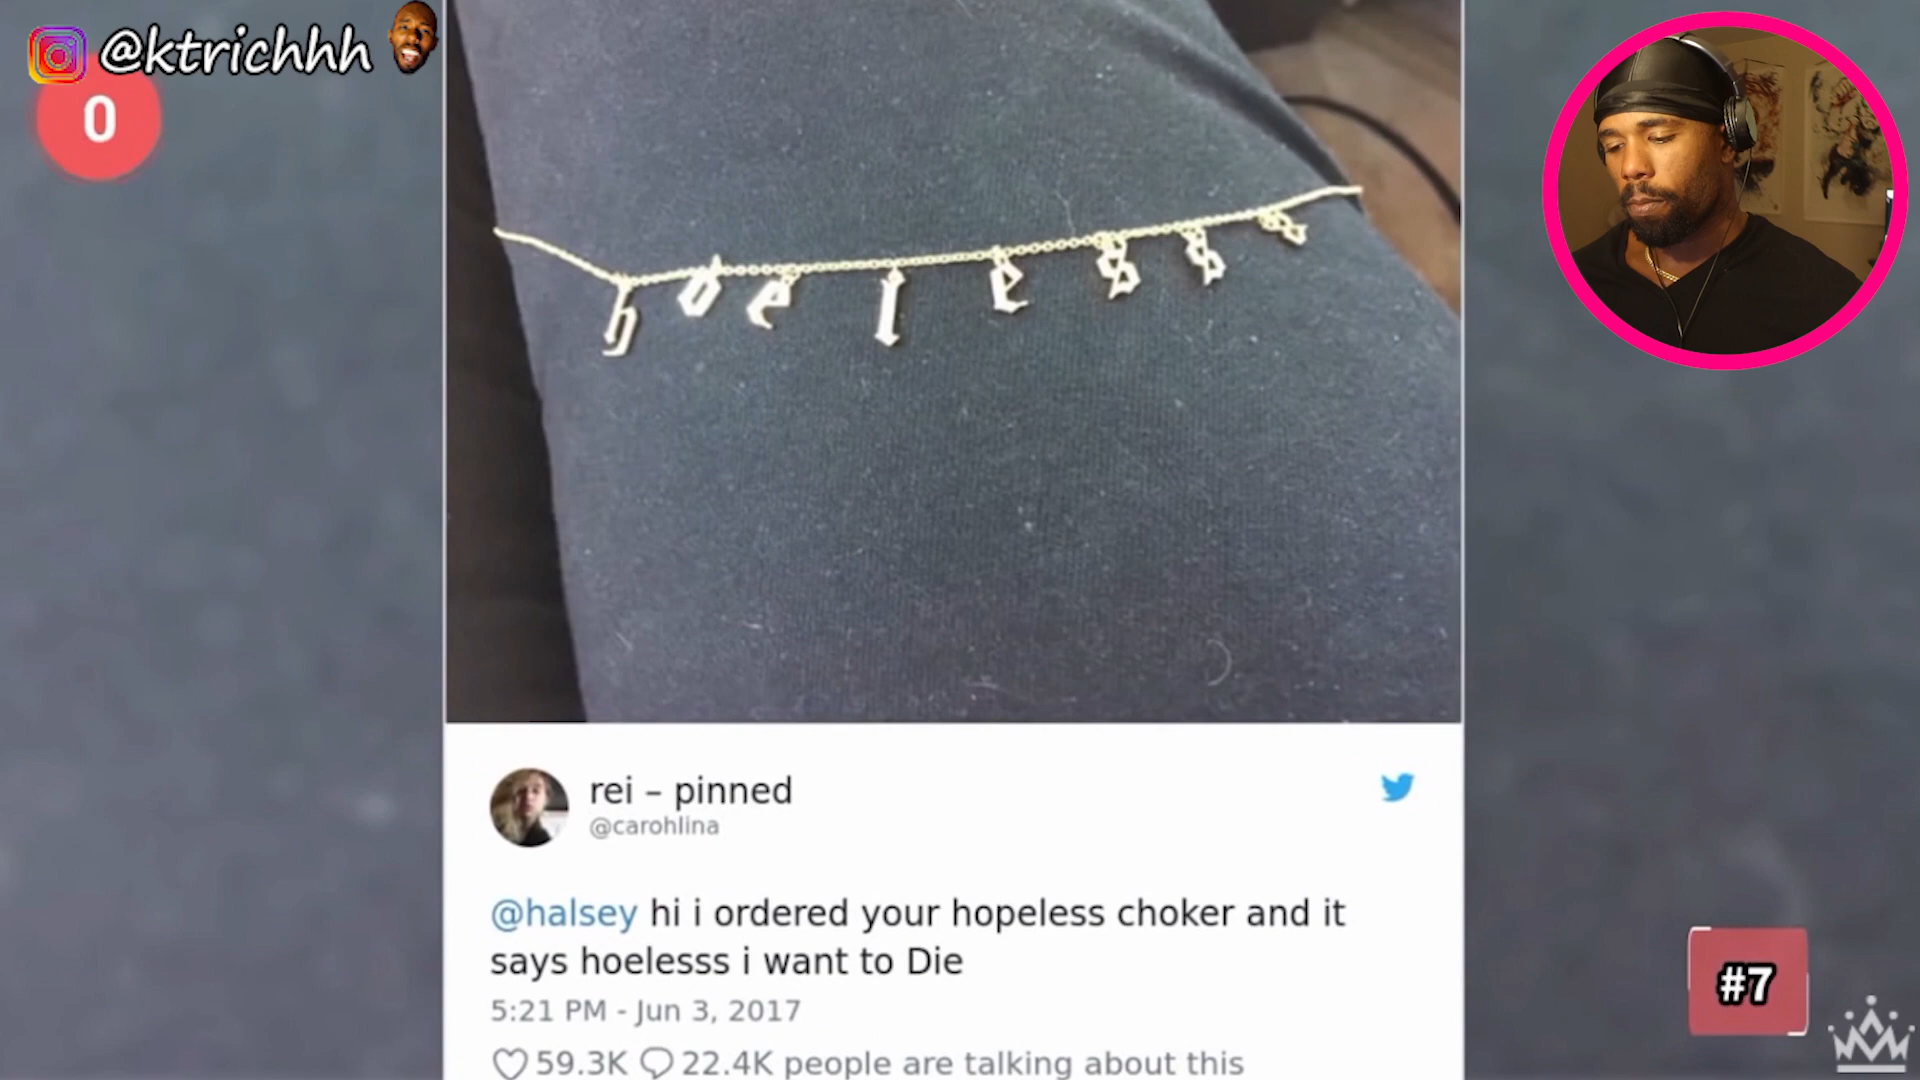 @ktrichhh
0
hoelesss
rei – pinned
@carohlina
@halsey hi i ordered your hopeless choker and it
says hoelesss i want to Die
5:21 PM - Jun 3, 2017
59.3K 22.4K people are talking about this
#7